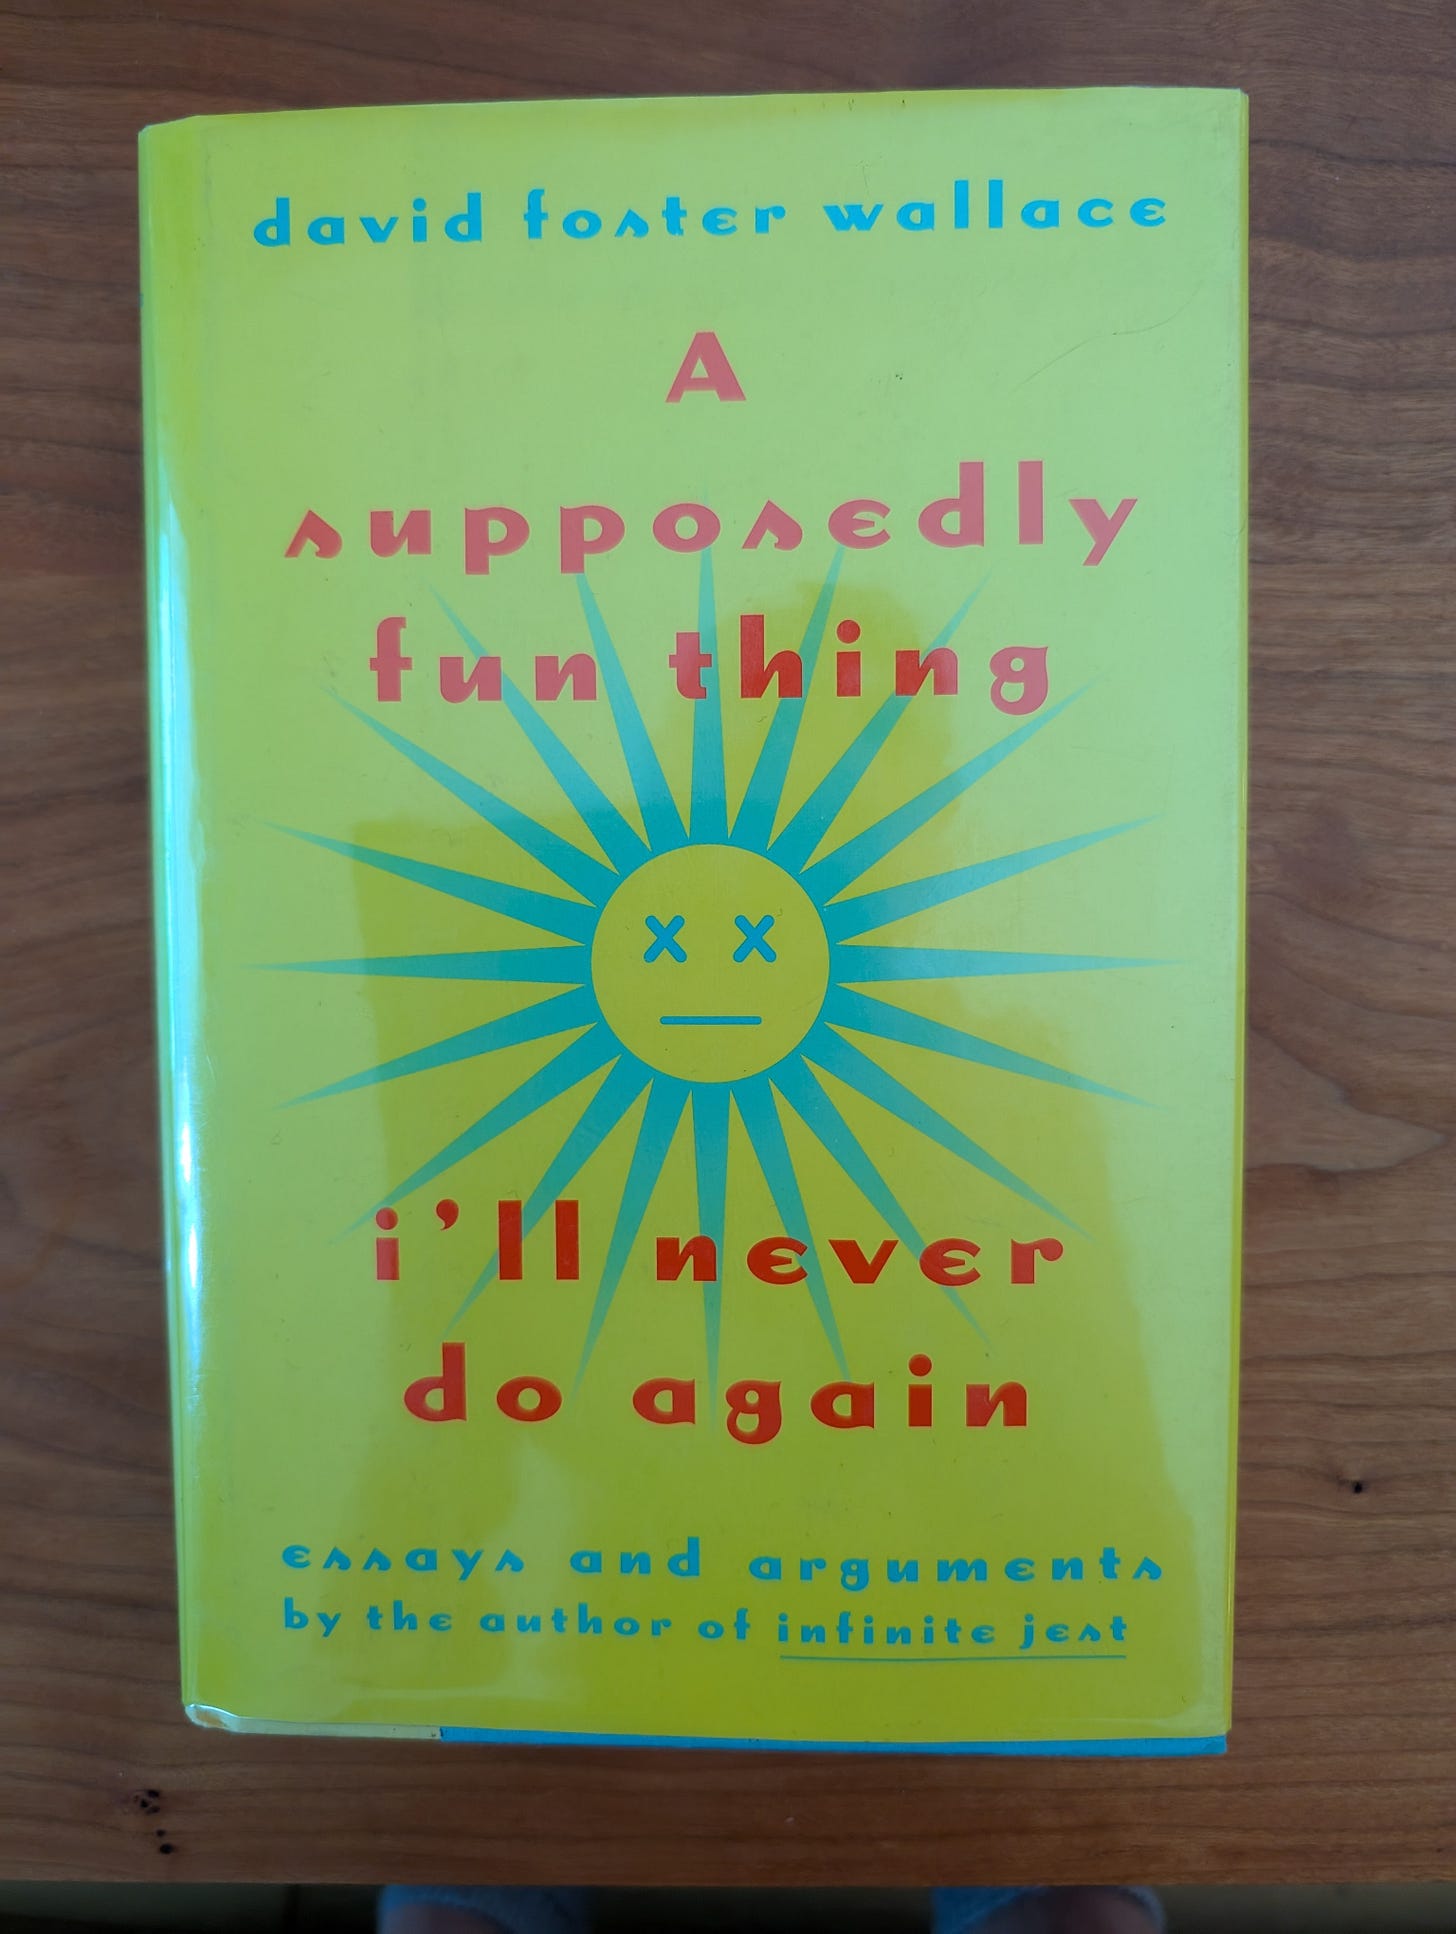 david foster wallace
A
supposedly
fun thing
i'll never
do again
essays and arguments
by the author of infinite jest